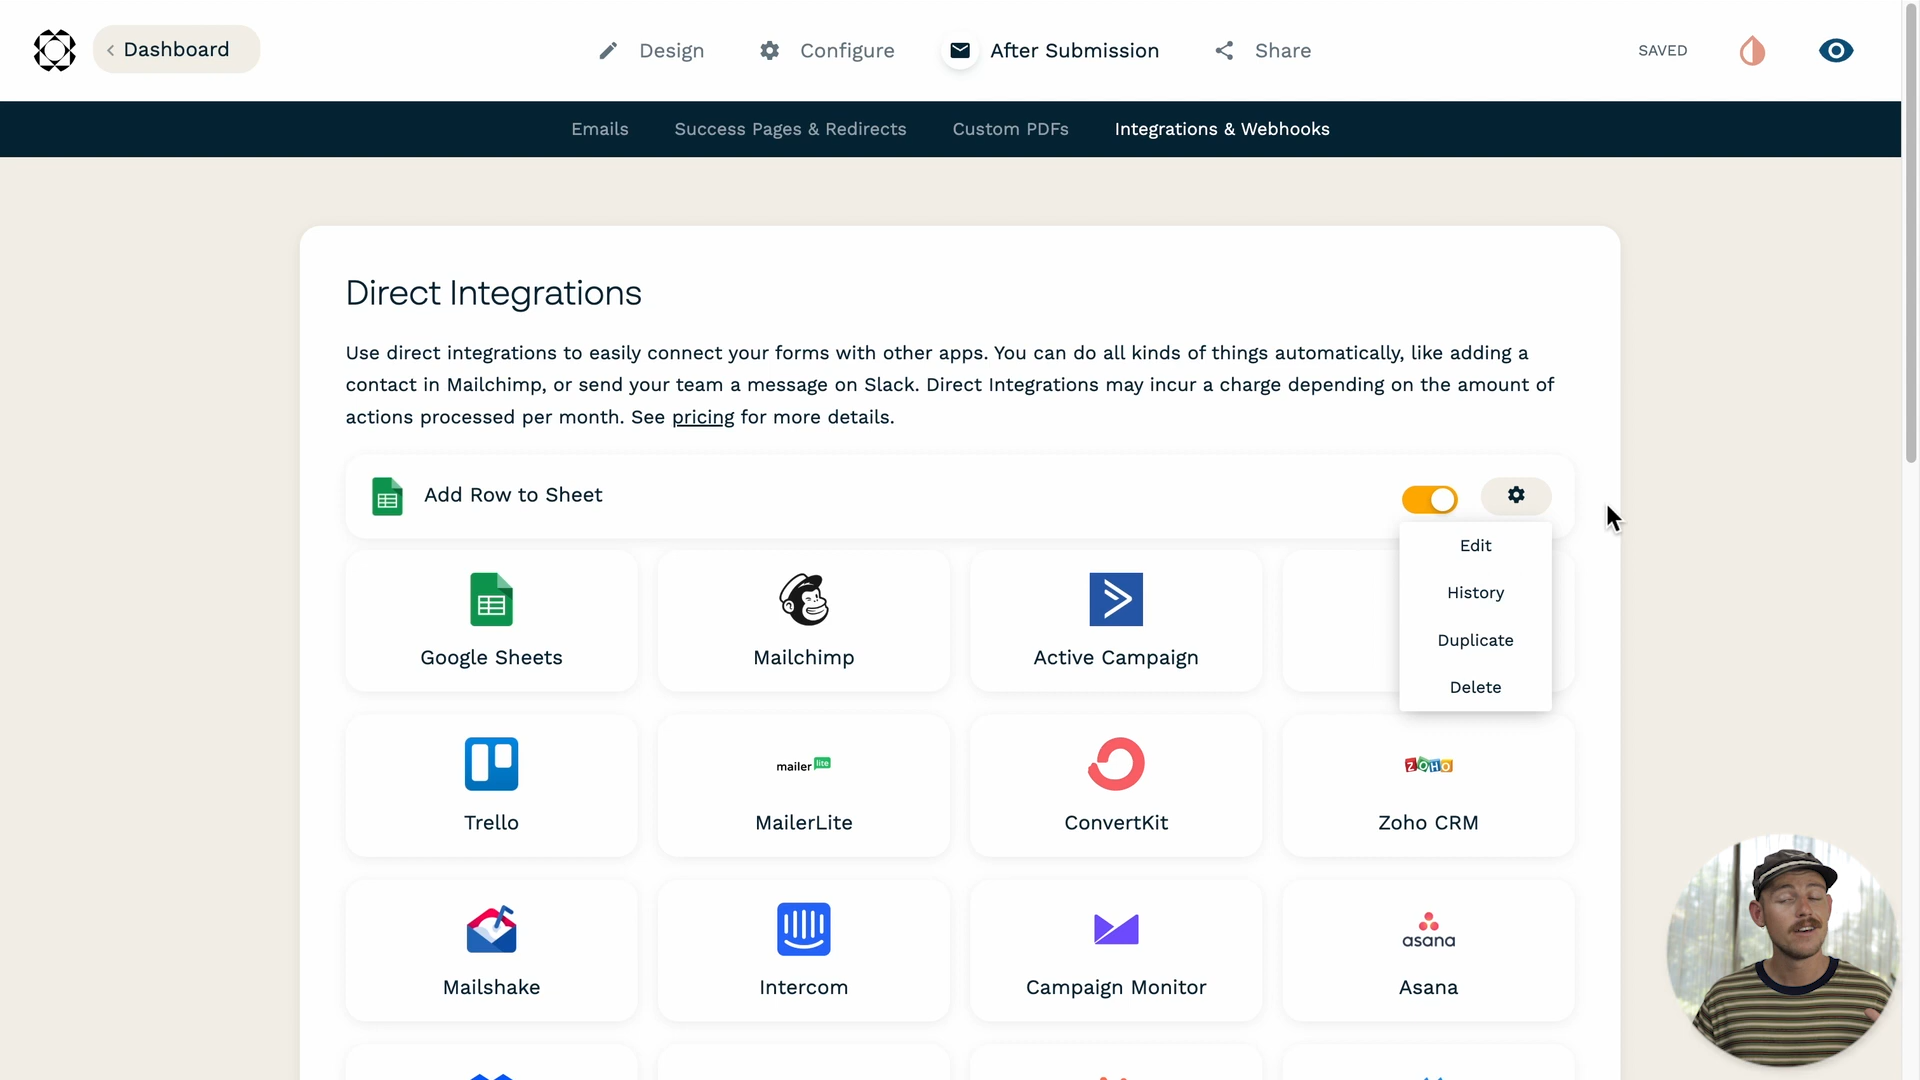 Dashboard
Design
Configure
After Submission
Share
SAVED
Emails
Success Pages & Redirects
Custom PDFs
Integrations & Webhooks
Direct Integrations
Use direct integrations to easily connect your forms with other apps. You can do all kinds of things automatically, like adding a
contact in Mailchimp, or send your team a message on Slack. Direct Integrations may incur a charge depending on the amount of
actions processed per month. See pricing for more details.
Add Row to Sheet
Edit
History
Duplicate
Delete
Google Sheets
Mailchimp
Active Campaign
mailer lite
ZOHO
Trello
MailerLite
ConvertKit
Zoho CRM
asana
Mailshake
Intercom
Campaign Monitor
Asana